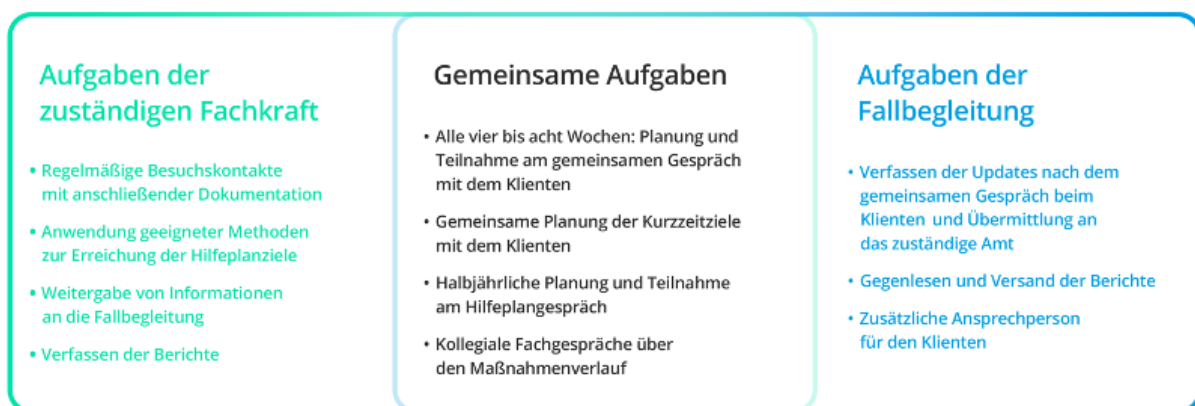 Aufgaben der
zuständigen Fachkraft
• Regelmäßige Besuchskontakte
mit anschließender Dokumentation
• Anwendung geeigneter Methoden
zur Erreichung der Hilfeplanziele
• Weitergabe von Informationen
an die Fallbegleitung
• Verfassen der Berichte
Gemeinsame Aufgaben
• Alle vier bis acht Wochen: Planung und
Teilnahme am gemeinsamen Gespräch
mit dem Klienten
• Gemeinsame Planung der Kurzzeitziele
mit dem Klienten
• Halbjährliche Planung und Teilnahme
am Hilfeplangespräch
• Kollegiale Fachgespräche über
den Maßnahmenverlauf
Aufgaben der
Fallbegleitung
• Verfassen der Updates nach dem
gemeinsamen Gespräch beim
Klienten und Übermittlung an
das zuständige Amt
• Gegenlesen und Versand der Berichte
• Zusätzliche Ansprechperson
für den Klienten